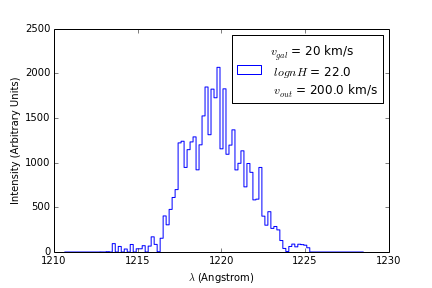 2500
2000
1500
1000
500
0
Intensity (Arbitrary Units)
v_gal = 20 km/s
lognH = 22.0
v_out = 200.0 km/s
1210 1215 1220 1225 1230
λ (Angstrom)